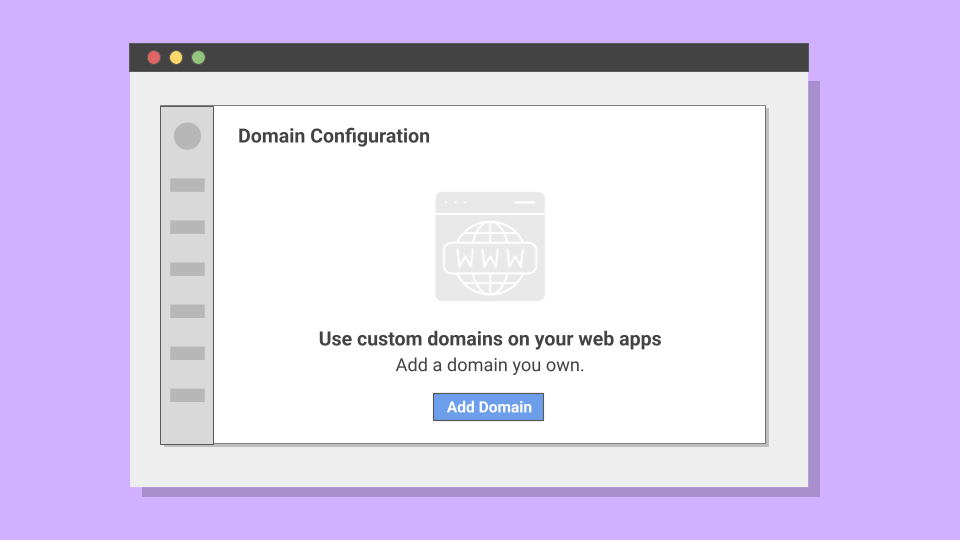 Domain Configuration
WWW
Use custom domains on your web apps
Add a domain you own.
Add Domain